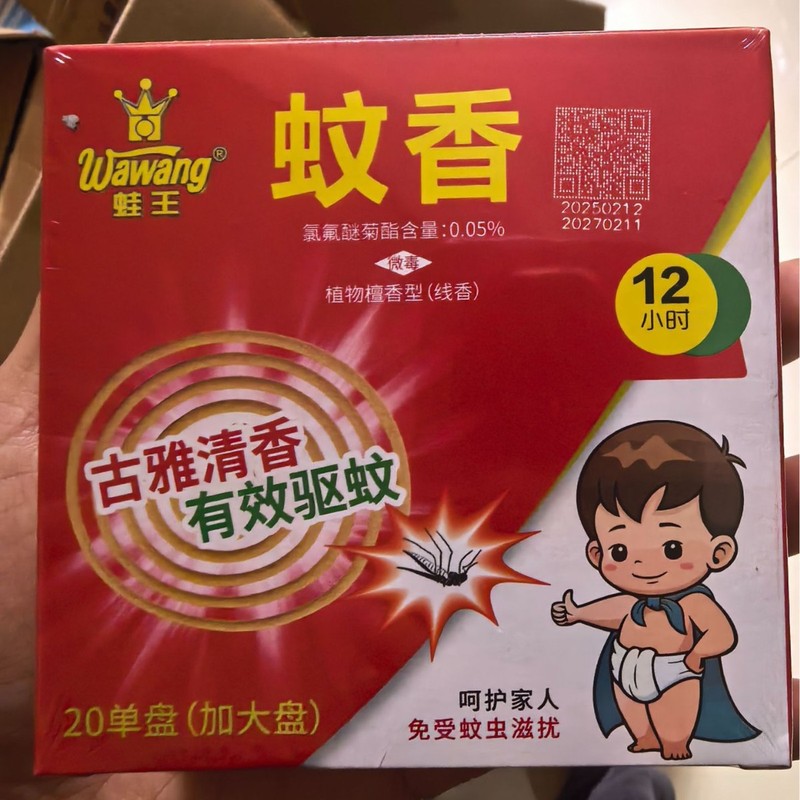 Wawang®
蛙王
蚊香
氯氟醚菊酯含量:0.05%
微毒
植物檀香型(线香)
20250212
20270211
12
小时
古雅清香
有效驱蚊
20单盘(加大盘)
呵护家人
免受蚊虫滋扰